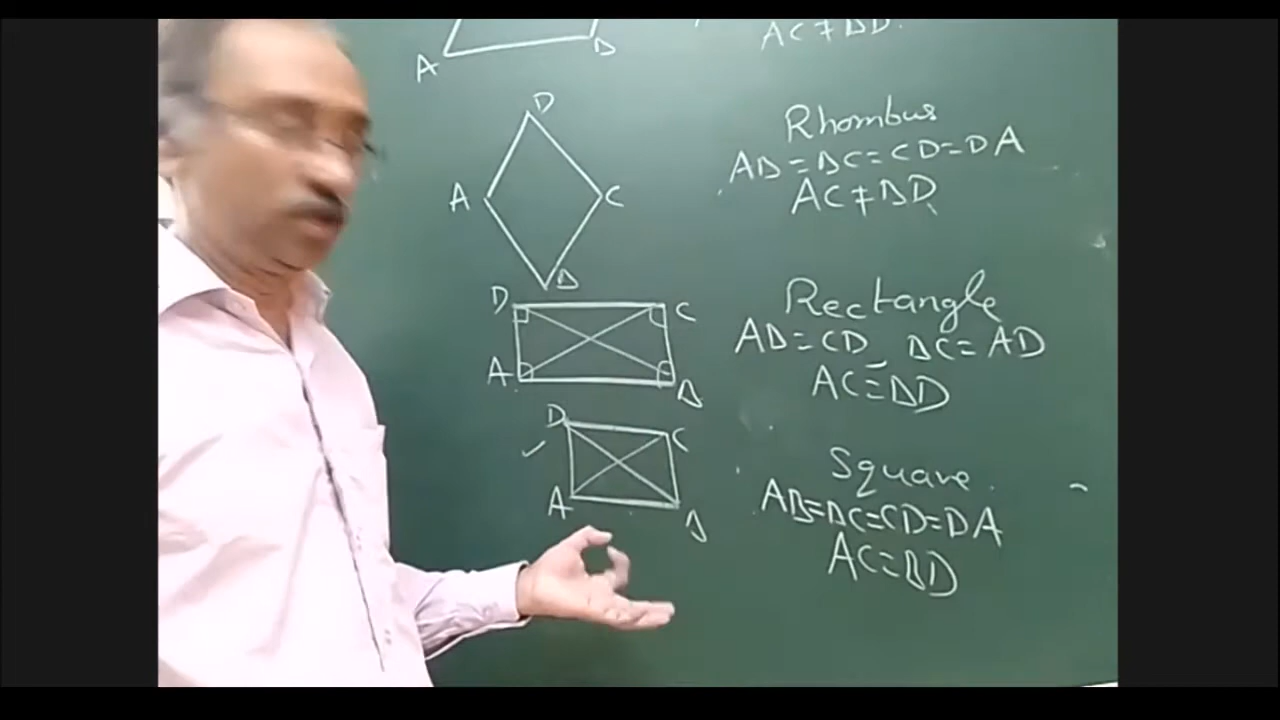 A B
AC ≠ BD.
D
Rhombus
AB = BC = CD = DA
A C
AC ≠ BD
B
D C
Rectangle
AB = CD, BC = AD
A B
AC = BD
D C
Square
AB = BC = CD = DA
A B
AC = BD